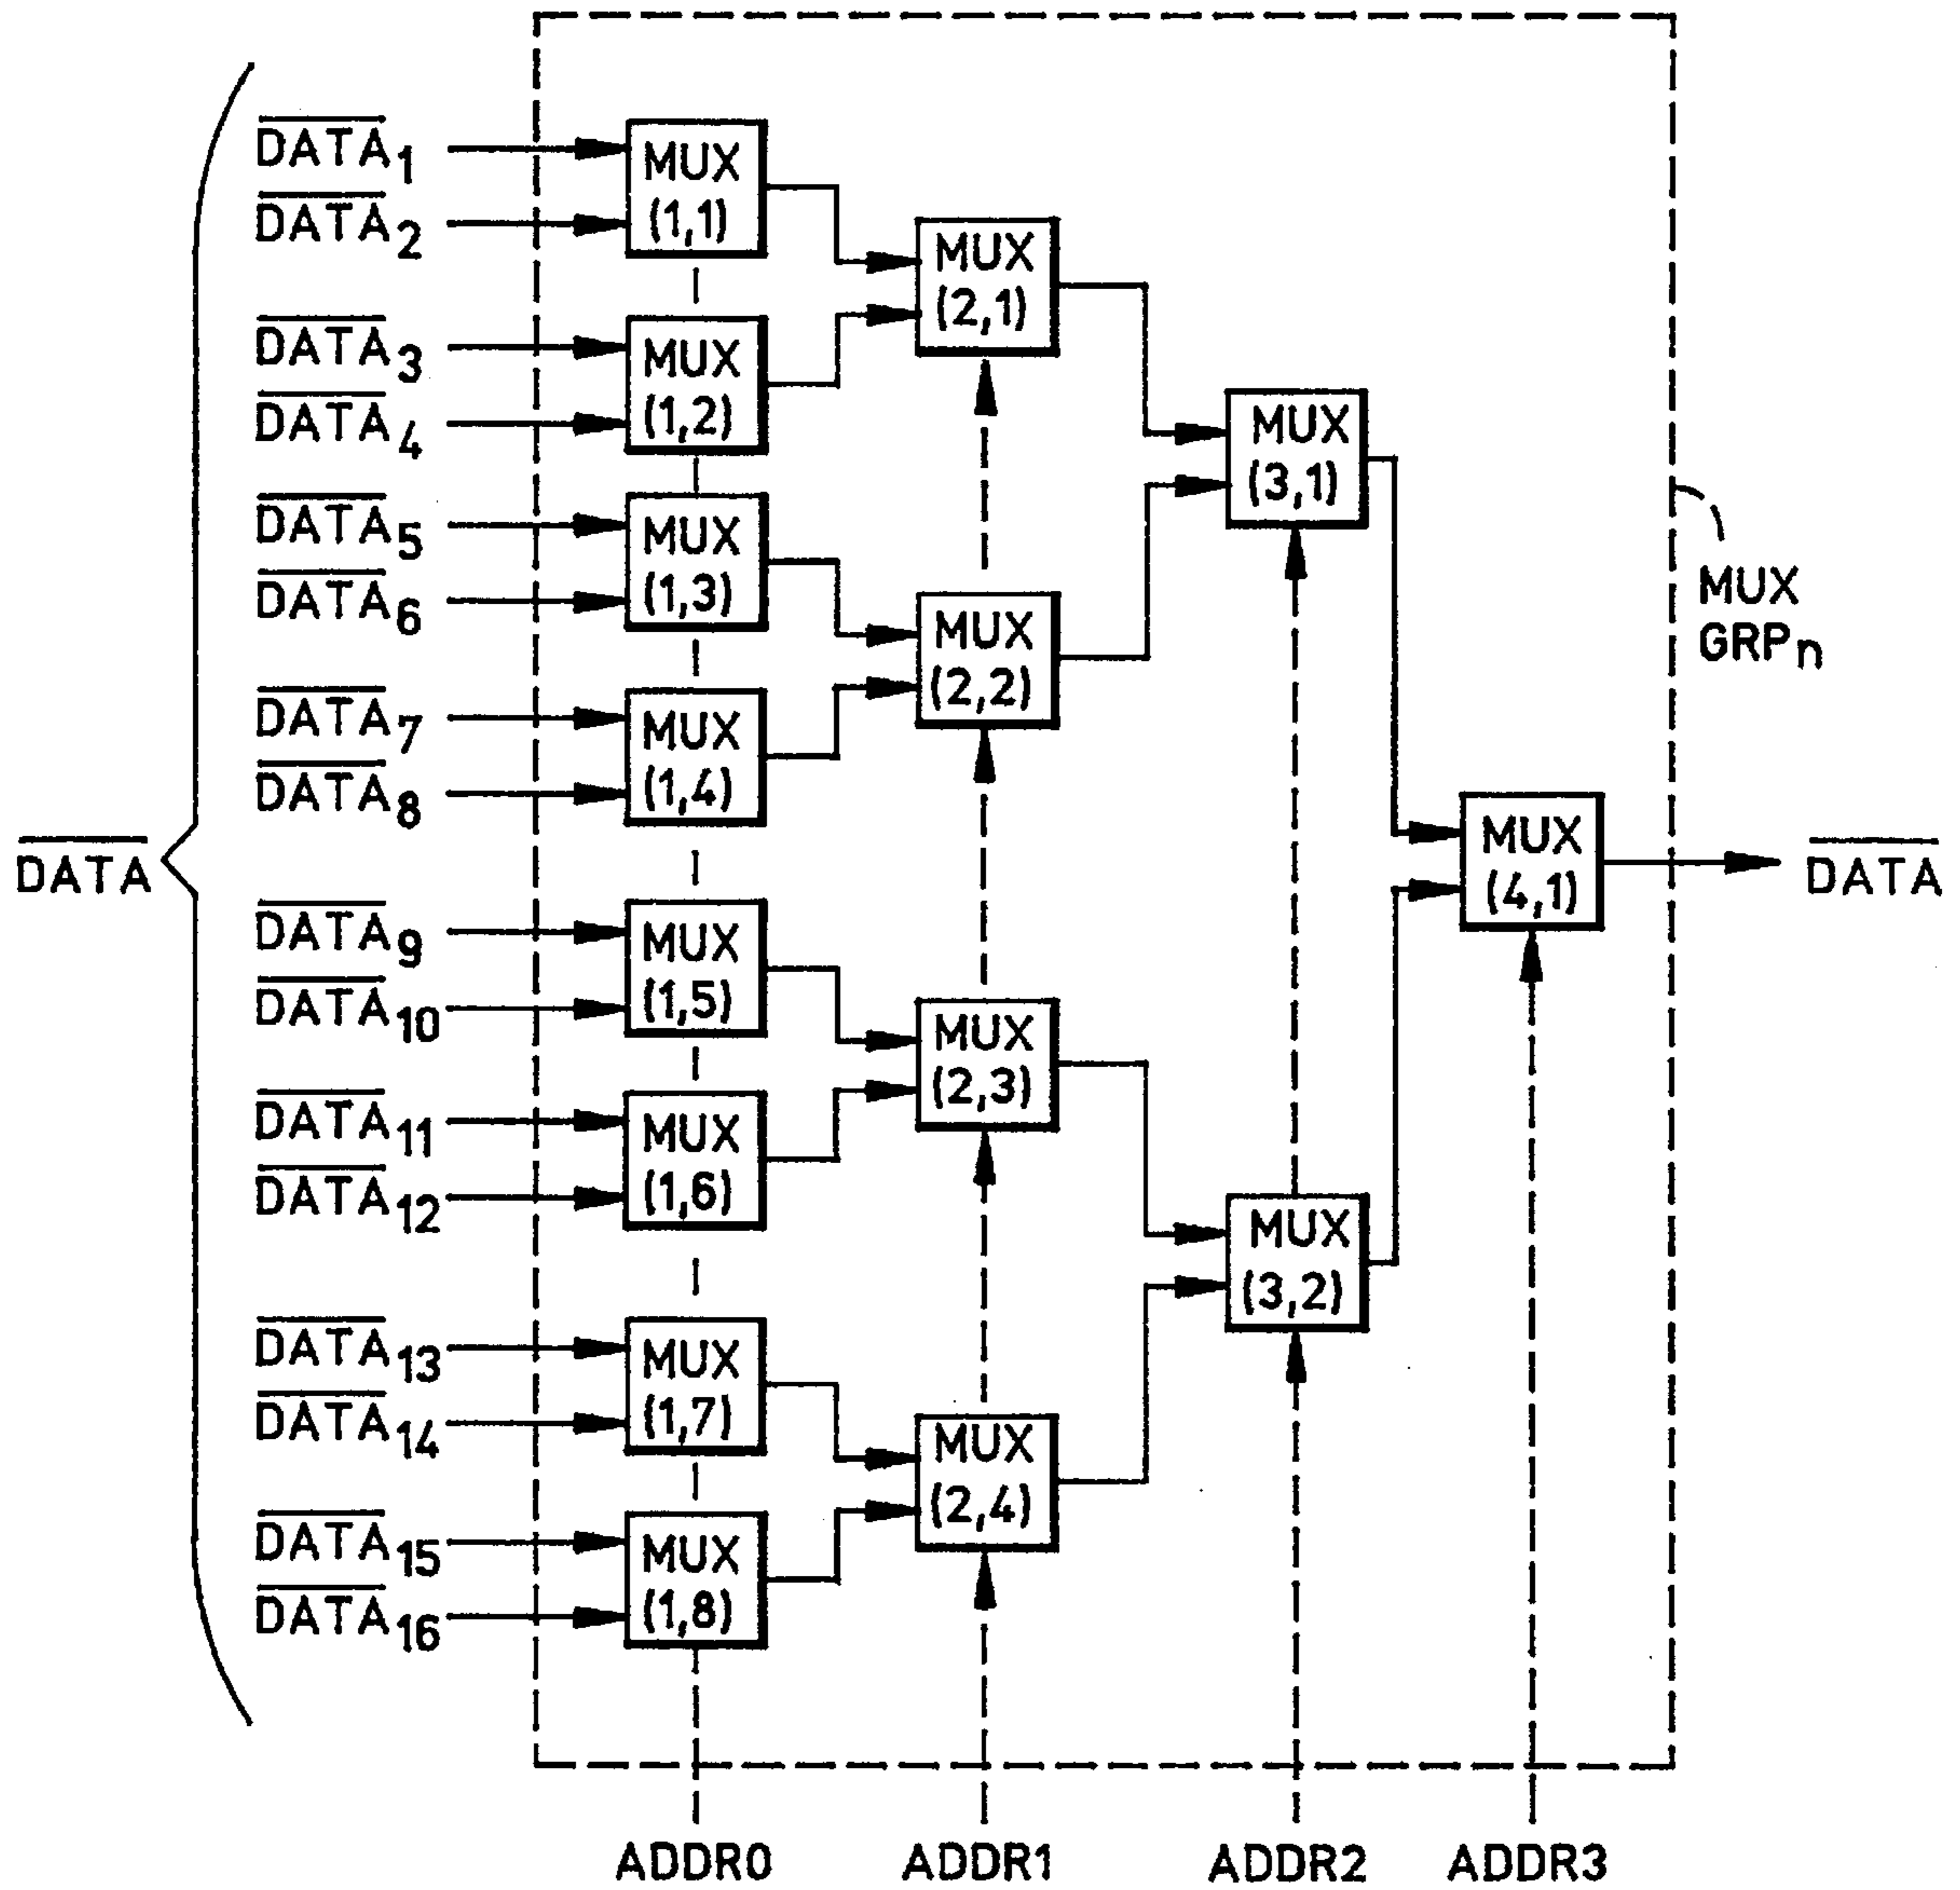 DATA
DATA1
DATA2
DATA3
DATA4
DATA5
DATA6
DATA7
DATA8
DATA9
DATA10
DATA11
DATA12
DATA13
DATA14
DATA15
DATA16
MUX
(1,1)
MUX
(1,2)
MUX
(1,3)
MUX
(1,4)
MUX
(1,5)
MUX
(1,6)
MUX
(1,7)
MUX
(1,8)
MUX
(2,1)
MUX
(2,2)
MUX
(2,3)
MUX
(2,4)
MUX
(3,1)
MUX
(3,2)
MUX
(4,1)
MUX
GRPn
DATA
ADDR0
ADDR1
ADDR2
ADDR3